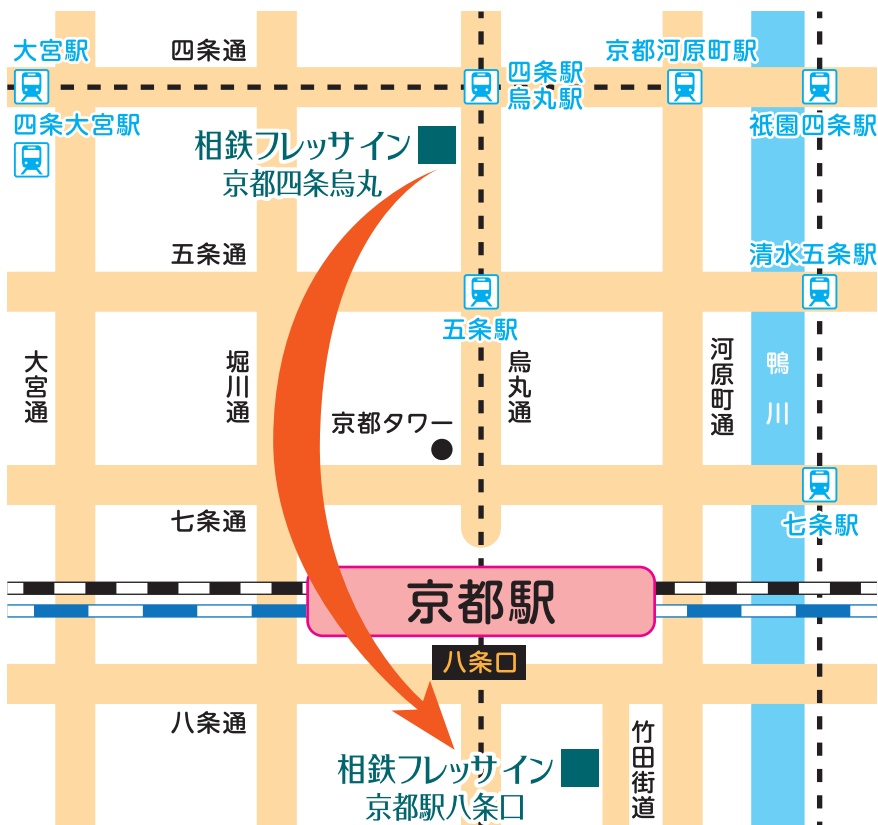 大宮駅
四条通
四条駅
烏丸駅
京都河原町駅
四条大宮駅
祇園四条駅
相鉄フレッサイン
京都四条烏丸
五条通
清水五条駅
五条駅
大宮通
堀川通
烏丸通
河原町通
鴨川
京都タワー
七条通
七条駅
京都駅
八条口
八条通
竹田街道
相鉄フレッサイン
京都駅八条口